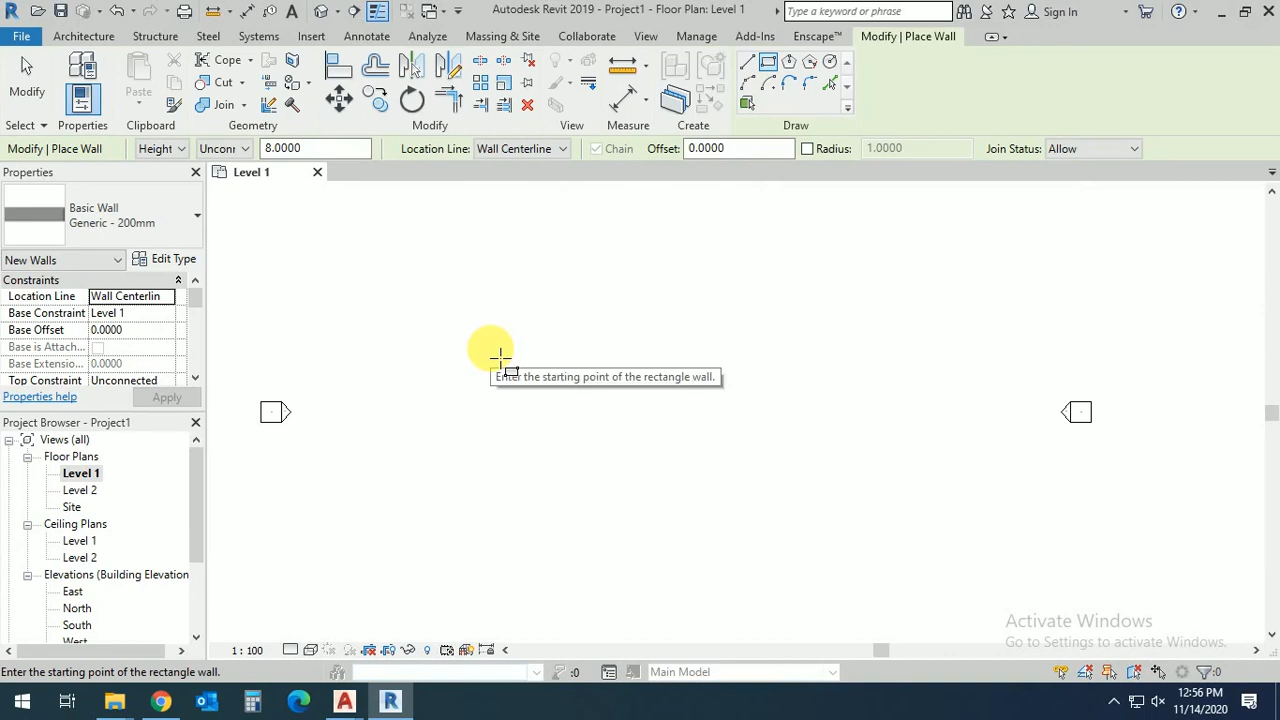 Autodesk Revit 2019 - Project1 - Floor Plan: Level 1
Type a keyword or phrase
Sign In
File Architecture Structure Steel Systems Insert Annotate Analyze Massing & Site Collaborate View Manage Add-Ins Enscape™ Modify | Place Wall
Modify
Properties
Paste
Cope
Cut
Join
Select Properties Clipboard Geometry Modify View Measure Create Draw
Modify | Place Wall Height Unconr 8.0000 Location Line: Wall Centerline Chain Offset: 0.0000 Radius: 1.0000 Join Status: Allow
Properties
Level 1
Basic Wall
Generic - 200mm
New Walls Edit Type
Constraints
Location Line Wall Centerlin
Base Constraint Level 1
Base Offset 0.0000
Base is Attach...
Base Extensio... 0.0000
Top Constraint Unconnected
Properties help Apply
Enter the starting point of the rectangle wall.
Project Browser - Project1
Views (all)
Floor Plans
Level 1
Level 2
Site
Ceiling Plans
Level 1
Level 2
Elevations (Building Elevation
East
North
South
West
Activate Windows
Go to Settings to activate Windows.
1 : 100
Enter the starting point of the rectangle wall.
:0
Main Model
:0
12:56 PM
11/14/2020